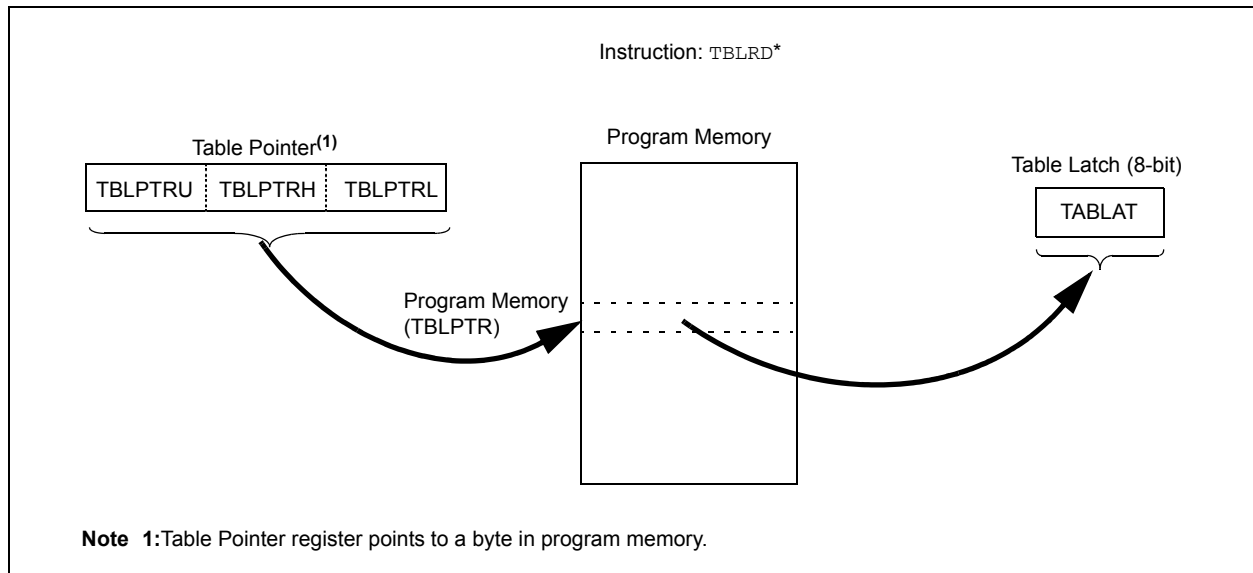 Instruction: TBLRD*
Table Pointer(1)
TBLPTRU TBLPTRH TBLPTRL
Program Memory
(TBLPTR)
Program Memory
Table Latch (8-bit)
TABLAT
Note 1:Table Pointer register points to a byte in program memory.